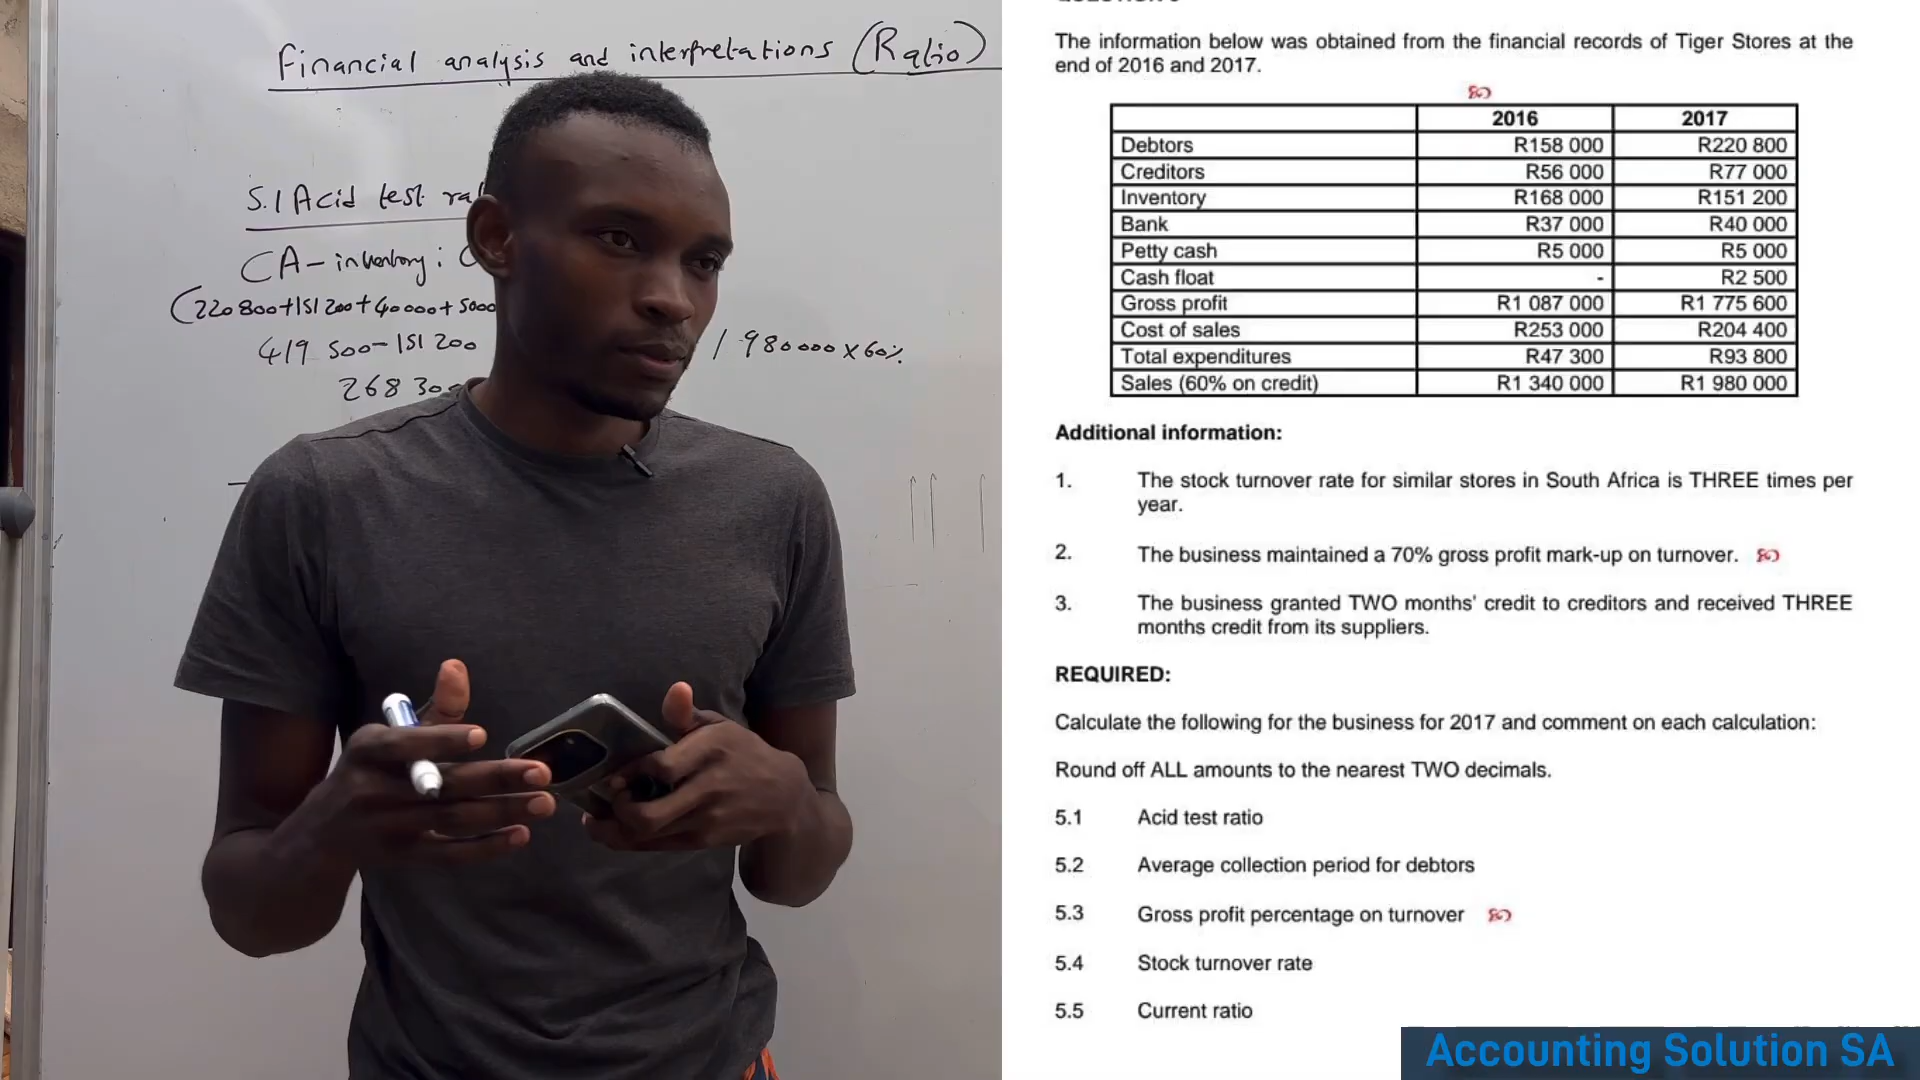 Financial analysis and interpretations (Ratio)
5.1 Acid test
CA - inventory :
(220 800 + 151 200 + 40000 + 5000
419 500 - 151 200
268 300
1 980000 X 60%
The information below was obtained from the financial records of Tiger Stores at the
end of 2016 and 2017.
2016 2017
Debtors R158 000 R220 800
Creditors R56 000 R77 000
Inventory R168 000 R151 200
Bank R37 000 R40 000
Petty cash R5 000 R5 000
Cash float - R2 500
Gross profit R1 087 000 R1 775 600
Cost of sales R253 000 R204 400
Total expenditures R47 300 R93 800
Sales (60% on credit) R1 340 000 R1 980 000
Additional information:
1. The stock turnover rate for similar stores in South Africa is THREE times per
year.
2. The business maintained a 70% gross profit mark-up on turnover.
3. The business granted TWO months' credit to creditors and received THREE
months credit from its suppliers.
REQUIRED:
Calculate the following for the business for 2017 and comment on each calculation:
Round off ALL amounts to the nearest TWO decimals.
5.1 Acid test ratio
5.2 Average collection period for debtors
5.3 Gross profit percentage on turnover
5.4 Stock turnover rate
5.5 Current ratio
Accounting Solution SA